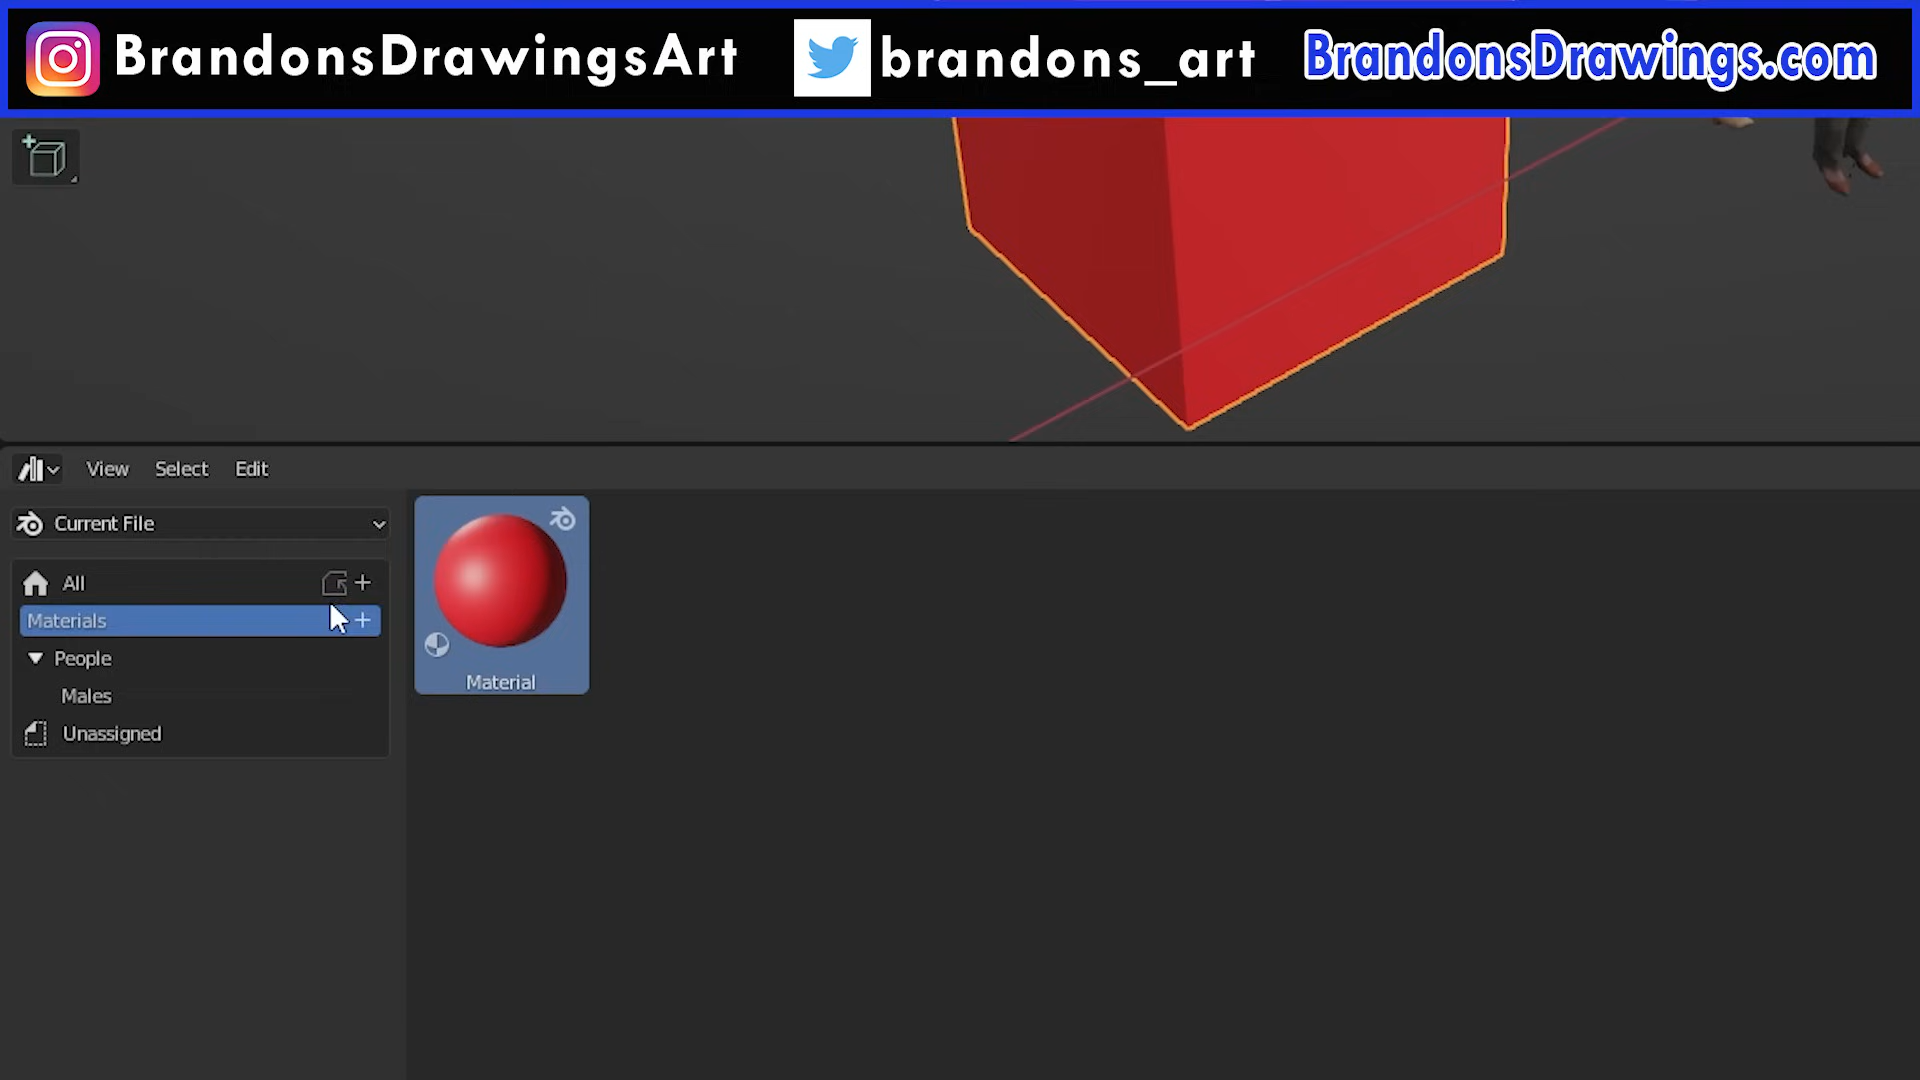 BrandonsDrawingsArt brandons_art BrandonsDrawings.com
View Select Edit
Current File
All
Materials
People
Males
Unassigned
Material